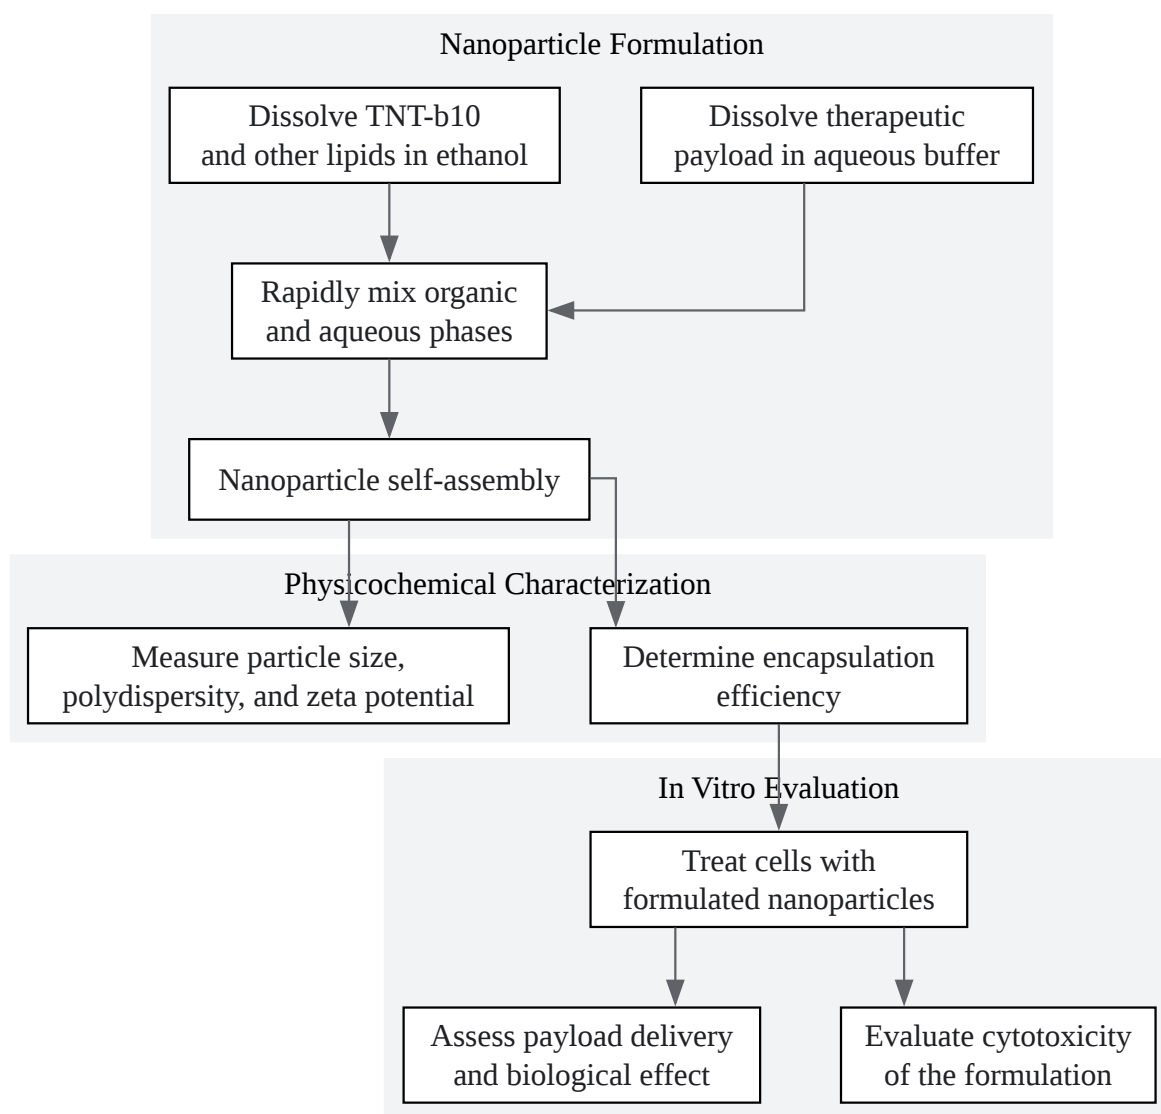 Nanoparticle Formulation
Dissolve TNT-b10
and other lipids in ethanol
Dissolve therapeutic
payload in aqueous buffer
Rapidly mix organic
and aqueous phases
Nanoparticle self-assembly
Physicochemical Characterization
Measure particle size,
polydispersity, and zeta potential
Determine encapsulation
efficiency
In Vitro Evaluation
Treat cells with
formulated nanoparticles
Assess payload delivery
and biological effect
Evaluate cytotoxicity
of the formulation